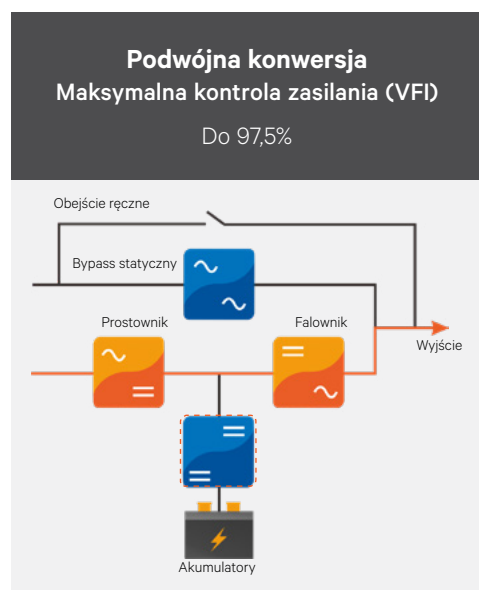 Podwójna konwersja
Maksymalna kontrola zasilania (VFI)
Do 97,5%
Obejście ręczne
Bypass statyczny
Prostownik
Falownik
Wyjście
Akumulatory